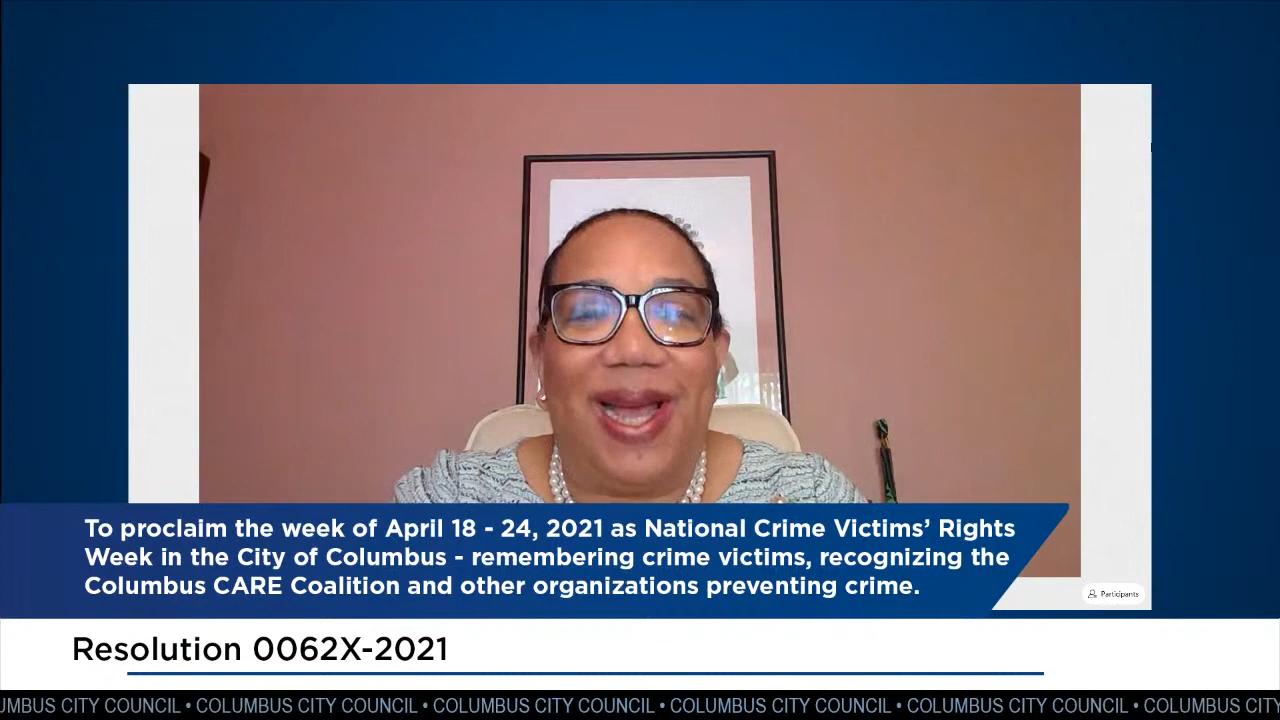 To proclaim the week of April 18 - 24, 2021 as National Crime Victims’ Rights
Week in the City of Columbus - remembering crime victims, recognizing the
Columbus CARE Coalition and other organizations preventing crime.
Participants
Resolution 0062X-2021
UMBUS CITY COUNCIL • COLUMBUS CITY COUNCIL • COLUMBUS CITY COUNCIL • COLUMBUS CITY COUNCIL • COLUMBUS CITY COUNCIL • COLUMBUS CITY